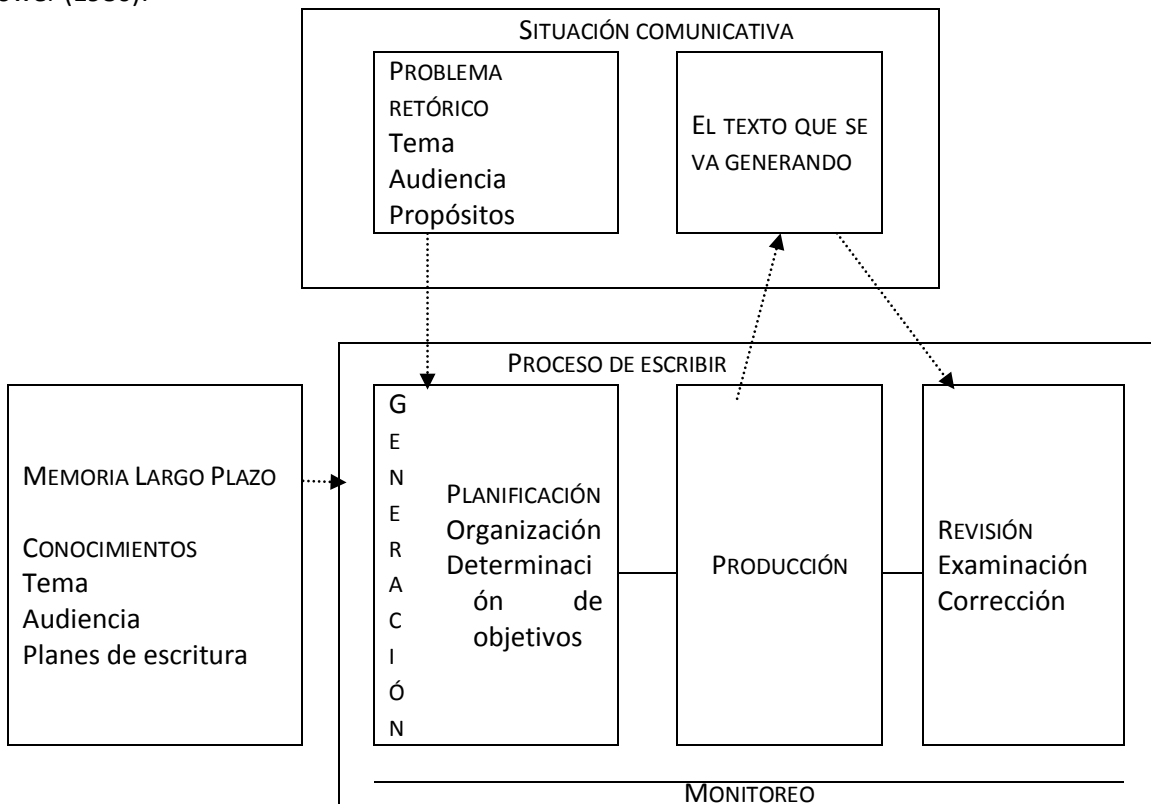 SITUACIÓN COMUNICATIVA
PROBLEMA
RETÓRICO
Tema
Audiencia
Propósitos
EL TEXTO QUE SE
VA GENERANDO
PROCESO DE ESCRIBIR
MEMORIA LARGO PLAZO
CONOCIMIENTOS
Tema
Audiencia
Planes de escritura
G
E
N
E
R
A
C
I
Ó
N
PLANIFICACIÓN
Organización
Determinaci
ón de
objetivos
PRODUCCIÓN
REVISIÓN
Examinación
Corrección
MONITOREO